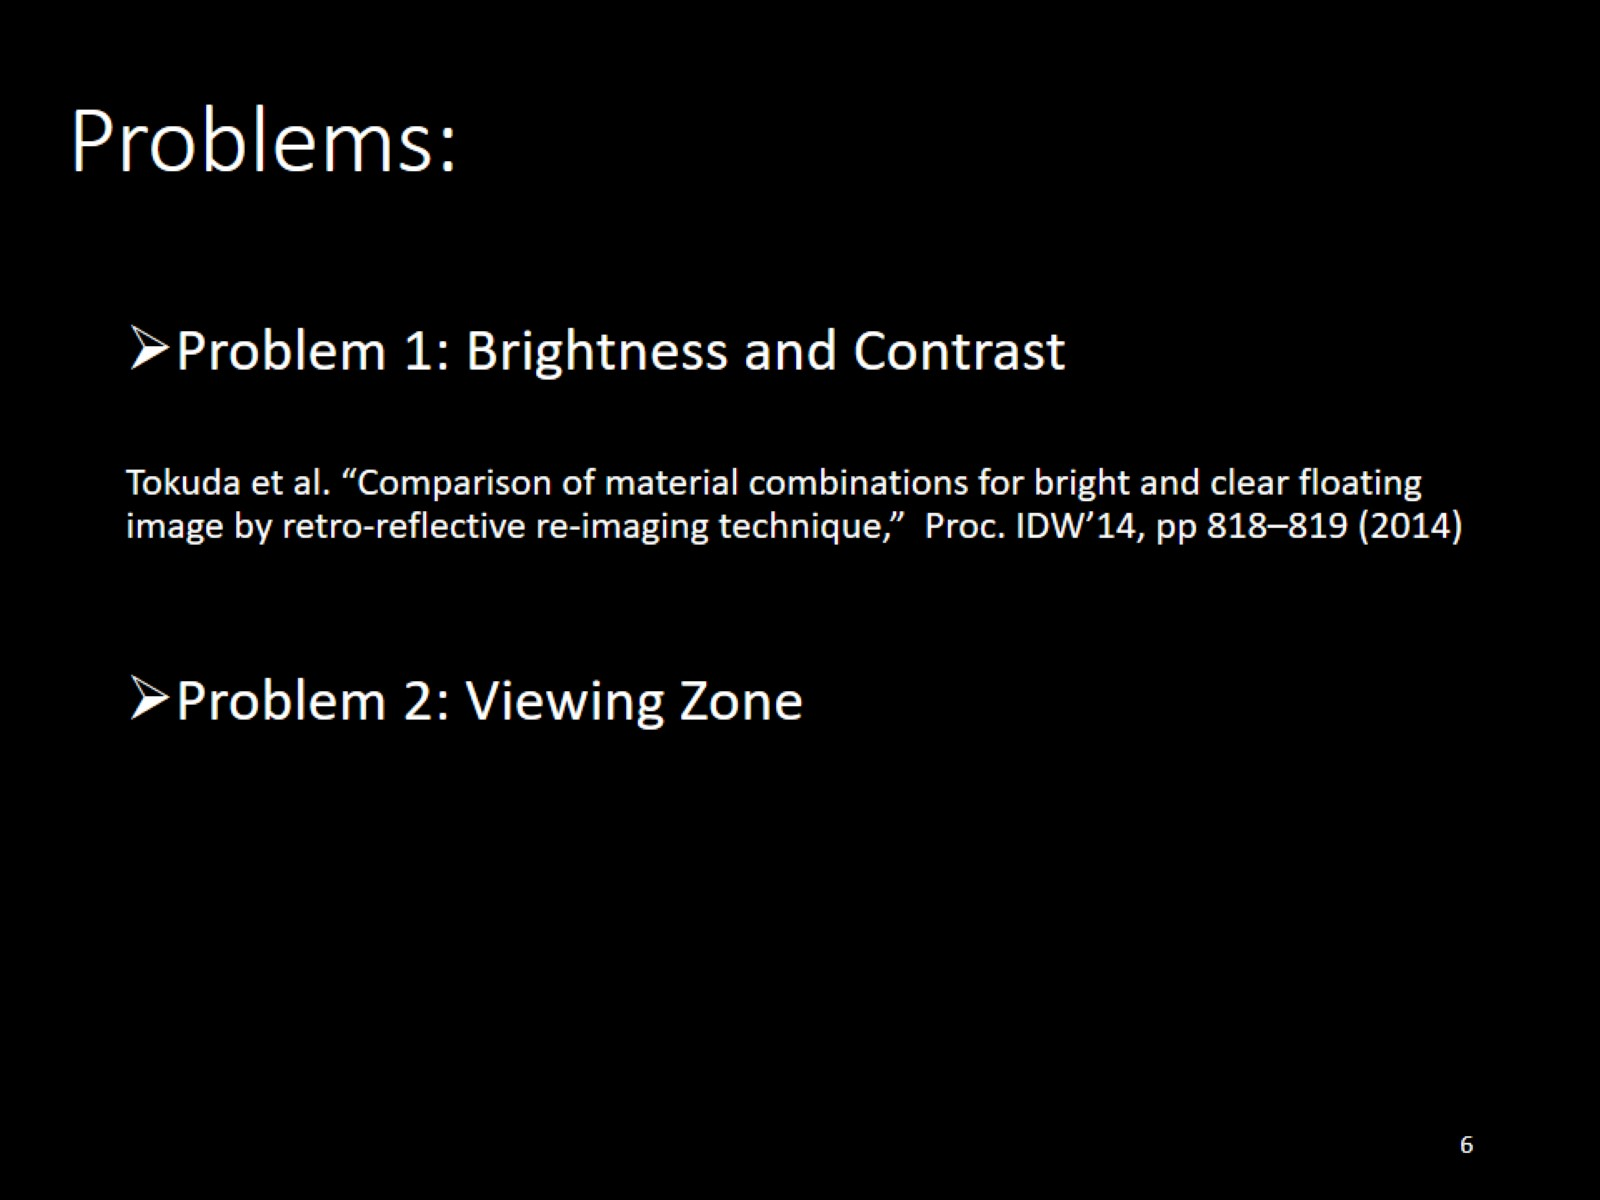 Problems:
➢Problem 1: Brightness and Contrast
Tokuda et al. “Comparison of material combinations for bright and clear floating
image by retro-reflective re-imaging technique,”  Proc. IDW’14, pp 818–819 (2014)
➢Problem 2: Viewing Zone
6